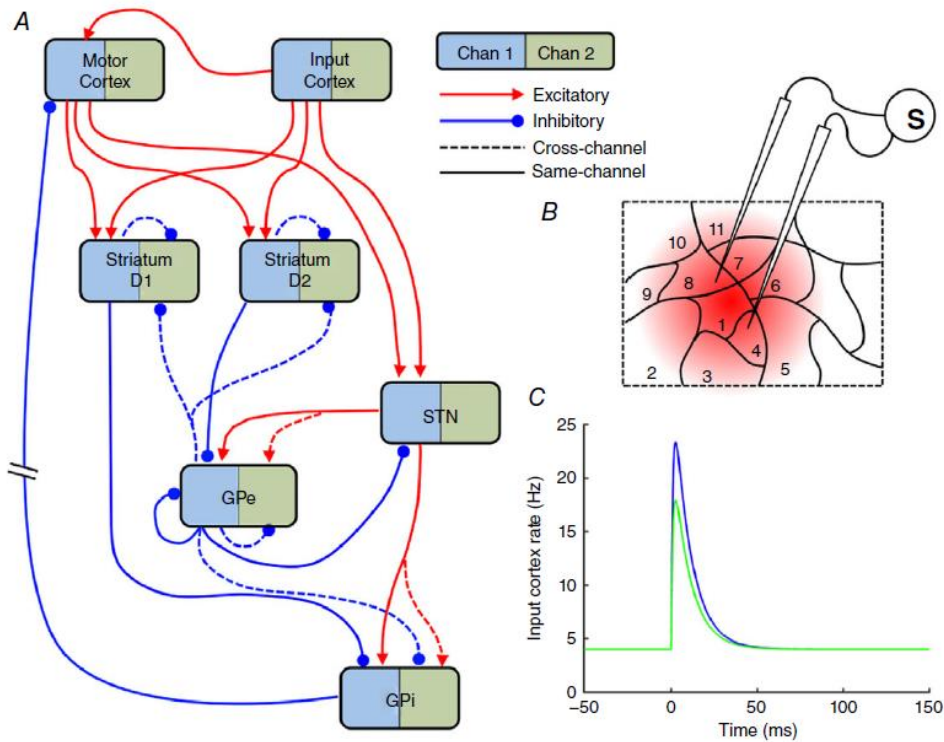 A
Motor
Cortex
Input
Cortex
Chan 1 Chan 2
Excitatory
Inhibitory
Cross-channel
Same-channel
Striatum
D1
Striatum
D2
STN
GPe
GPi
B
S
11
10
7
8
6
9
1
4
2
3
5
C
25
20
15
10
5
0
Input cortex rate (Hz)
−50 0 50 100 150
Time (ms)